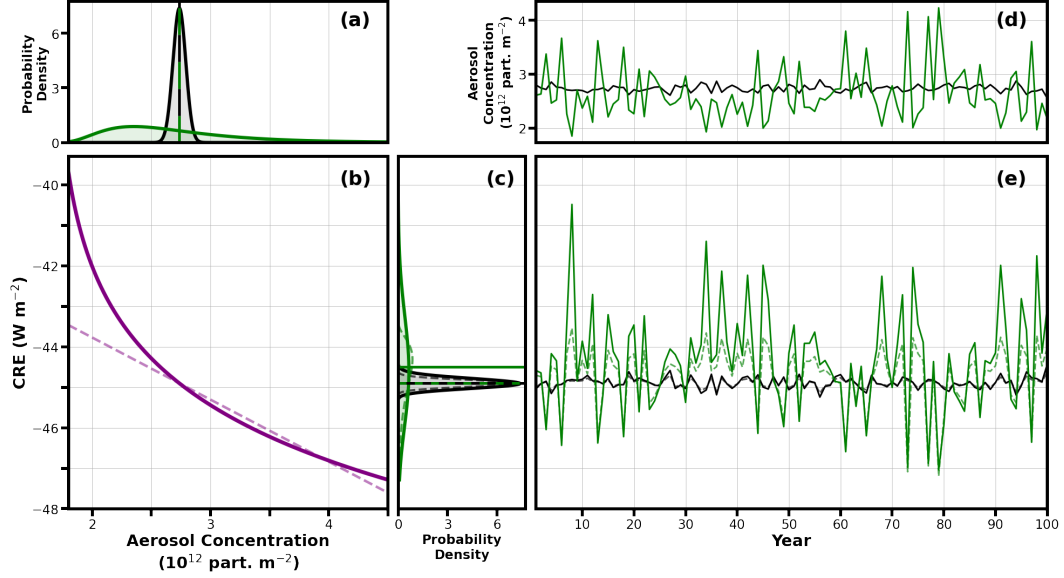 Probability
Density
6
3
0
(a)
Aerosol
Concentration
(10¹² part. m⁻²)
4
3
2
(d)
CRE (W m⁻²)
−40
−42
−44
−46
−48
(b)
2
3
4
Aerosol Concentration
(10¹² part. m⁻²)
(c)
0
3
6
Probability
Density
(e)
10
20
30
40
50
60
70
80
90
100
Year